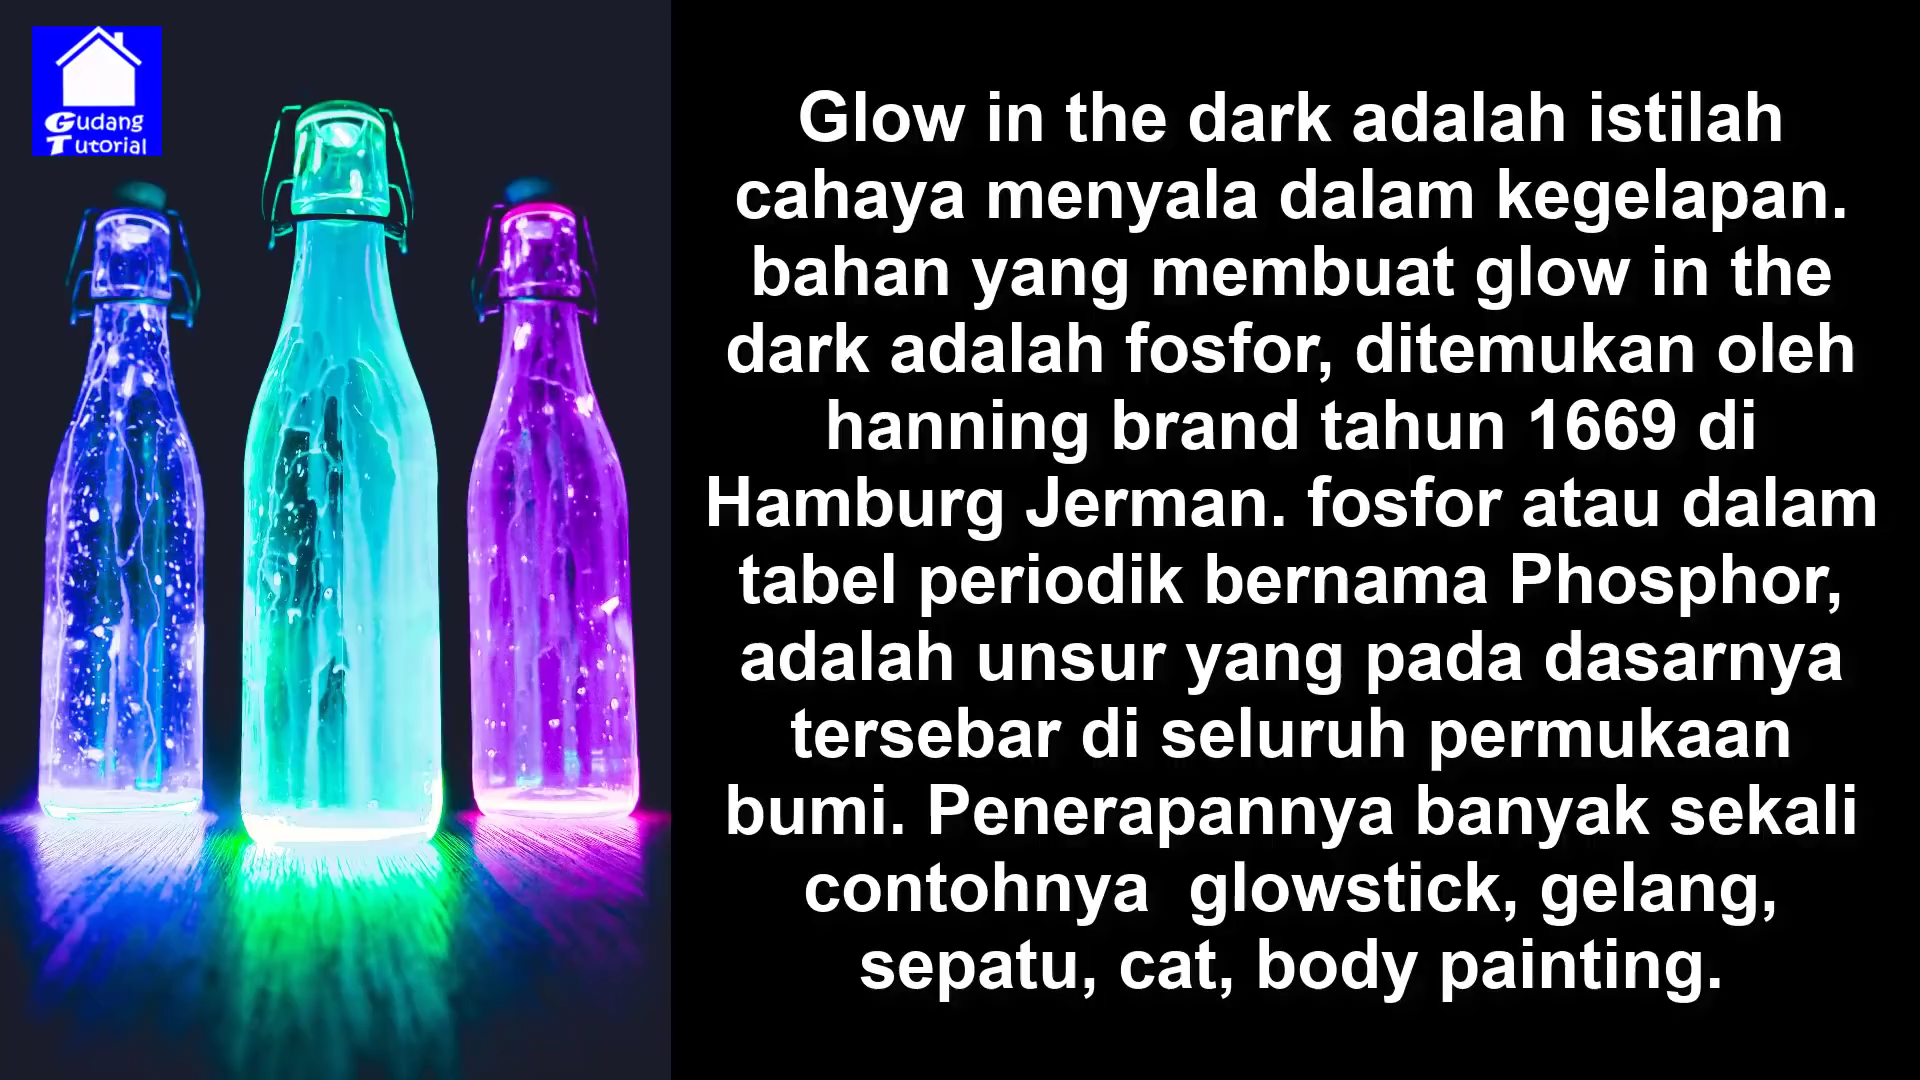 Gudang
Tutorial
Glow in the dark adalah istilah
cahaya menyala dalam kegelapan.
bahan yang membuat glow in the
dark adalah fosfor, ditemukan oleh
hanning brand tahun 1669 di
Hamburg Jerman. fosfor atau dalam
tabel periodik bernama Phosphor,
adalah unsur yang pada dasarnya
tersebar di seluruh permukaan
bumi. Penerapannya banyak sekali
contohnya  glowstick, gelang,
sepatu, cat, body painting.